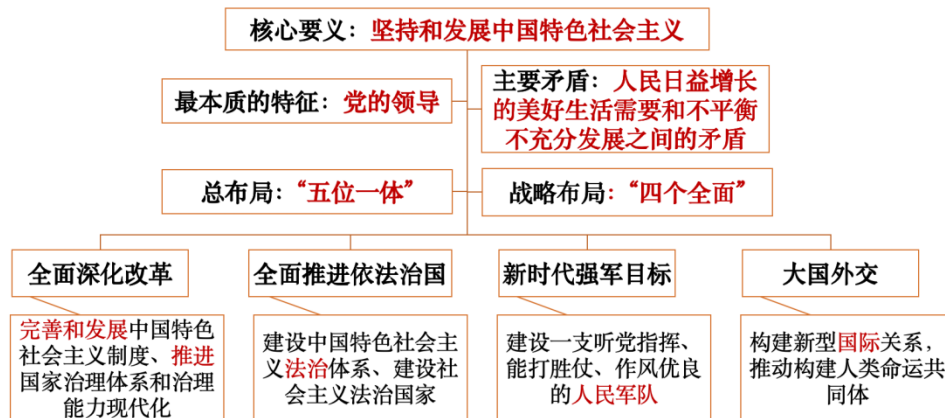 核心要义：坚持和发展中国特色社会主义
最本质的特征：党的领导
主要矛盾：人民日益增长
的美好生活需要和不平衡
不充分发展之间的矛盾
总布局：“五位一体”
战略布局：“四个全面”
全面深化改革
全面推进依法治国
新时代强军目标
大国外交
完善和发展中国特色
社会主义制度、推进
国家治理体系和治理
能力现代化
建设中国特色社会主
义法治体系、建设社
会主义法治国家
建设一支听党指挥、
能打胜仗、作风优良
的人民军队
构建新型国际关系，
推动构建人类命运共
同体